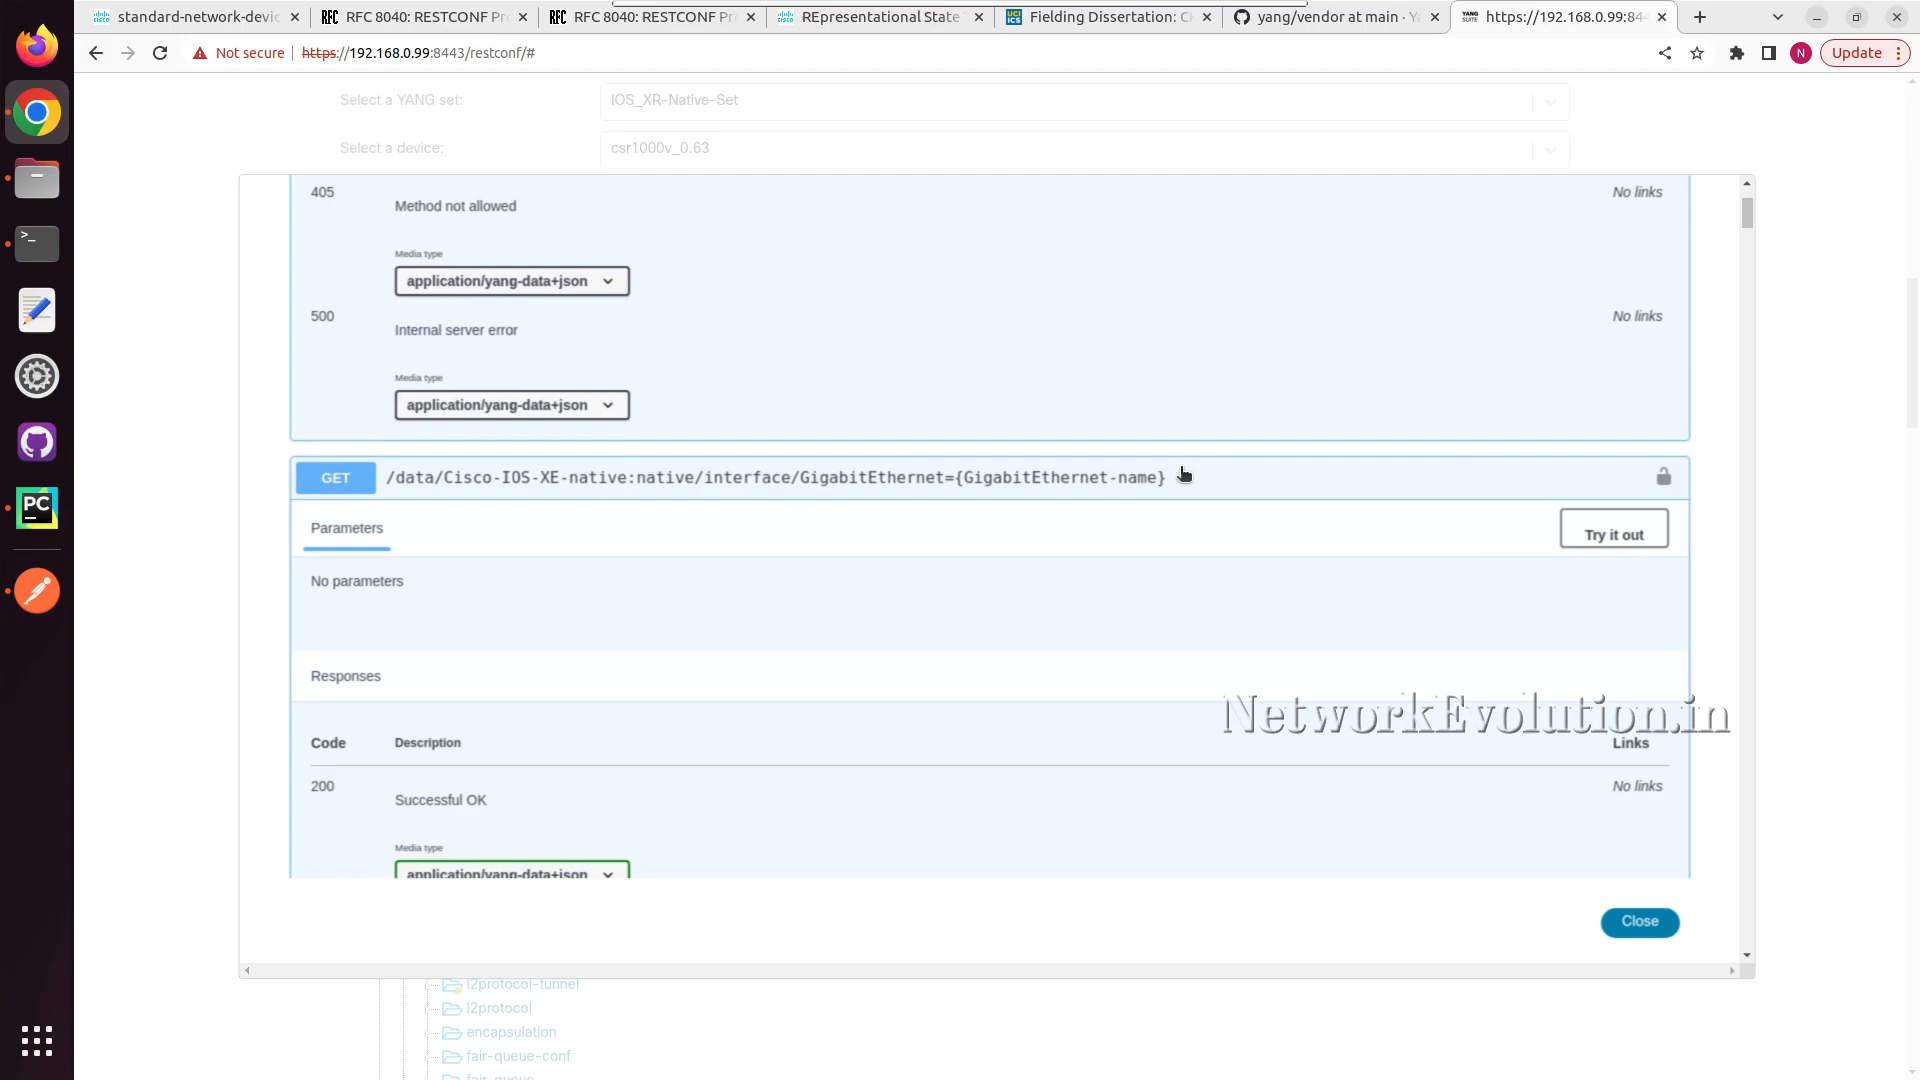 standard-network-devic
RFC 8040: RESTCONF Pr
RFC 8040: RESTCONF Pr
REpresentational State
Fielding Dissertation: C
yang/vendor at main · Y
https://192.168.0.99:844
Not secure
https://192.168.0.99:8443/restconf/#
N
Update
Select a YANG set:
IOS_XR-Native-Set
Select a device:
csr1000v_0.63
405
Method not allowed
No links
Media type
application/yang-data+json
500
Internal server error
No links
Media type
application/yang-data+json
GET
/data/Cisco-IOS-XE-native:native/interface/GigabitEthernet={GigabitEthernet-name}
Parameters
Try it out
No parameters
Responses
NetworkEvolution.in
Code
Description
Links
200
Successful OK
No links
Media type
application/yang-data+json
Close
l2protocol-tunnel
l2protocol
encapsulation
fair-queue-conf
fair-queue